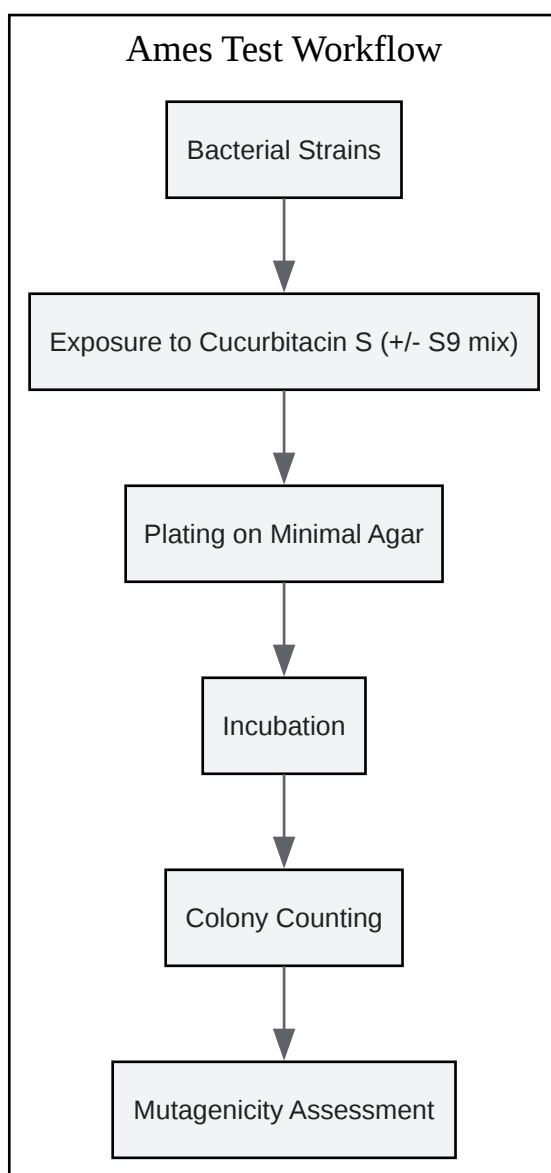 Ames Test Workflow
Bacterial Strains
Exposure to Cucurbitacin S (+/- S9 mix)
Plating on Minimal Agar
Incubation
Colony Counting
Mutagenicity Assessment